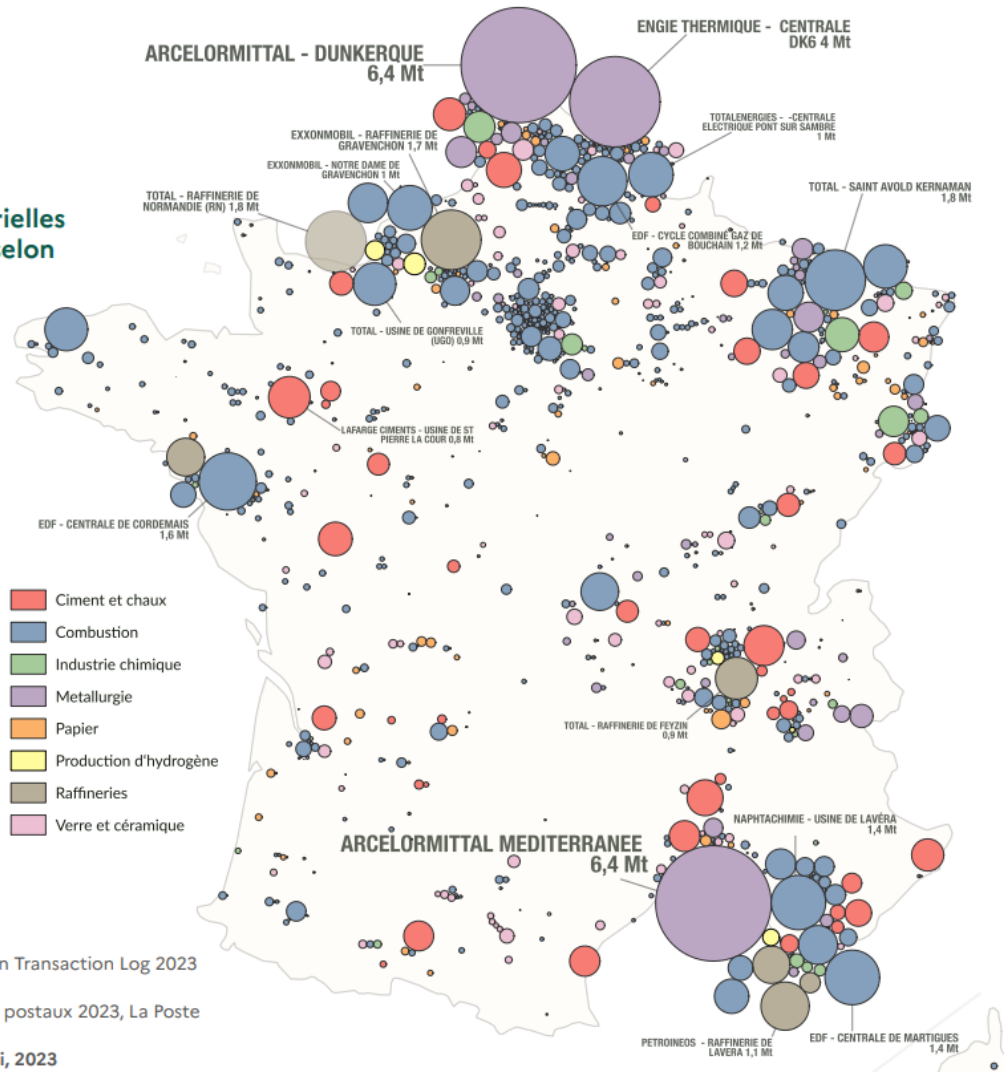 ENGIE THERMIQUE - CENTRALE
DK6 4 Mt
ARCELORMITTAL - DUNKERQUE
6,4 Mt
TOTALENERGIES - -CENTRALE
ELECTRIQUE PONT SUR SAMBRE
1 Mt
EXXONMOBIL - RAFFINERIE DE
GRAVENCHON 1,7 Mt
EXXONMOBIL - NOTRE DAME DE
GRAVENCHON 1 Mt
TOTAL - RAFFINERIE DE
NORMANDIE (RN) 1,8 Mt
TOTAL - SAINT AVOLD KERNAMAN
1,8 Mt
rielles
selon
EDF - CYCLE COMBINÉ GAZ DE
BOUCHAIN 1,2 Mt
TOTAL - USINE DE GONFREVILLE
(UGO) 0,9 Mt
LAFARGE CIMENTS - USINE DE ST
PIERRE LA COUR 0,8 Mt
EDF - CENTRALE DE CORDEMAIS
1,6 Mt
Ciment et chaux
Combustion
Industrie chimique
Metallurgie
Papier
Production d'hydrogène
Raffineries
Verre et céramique
TOTAL - RAFFINERIE DE FEYZIN
0,9 Mt
NAPHTACHIMIE - USINE DE LAVÉRA
1,4 Mt
ARCELORMITTAL MEDITERRANEE
6,4 Mt
n Transaction Log 2023
postaux 2023, La Poste
i, 2023
PETROINEOS - RAFFINERIE DE
LAVERA 1,1 Mt
EDF - CENTRALE DE MARTIGUES
1,4 Mt